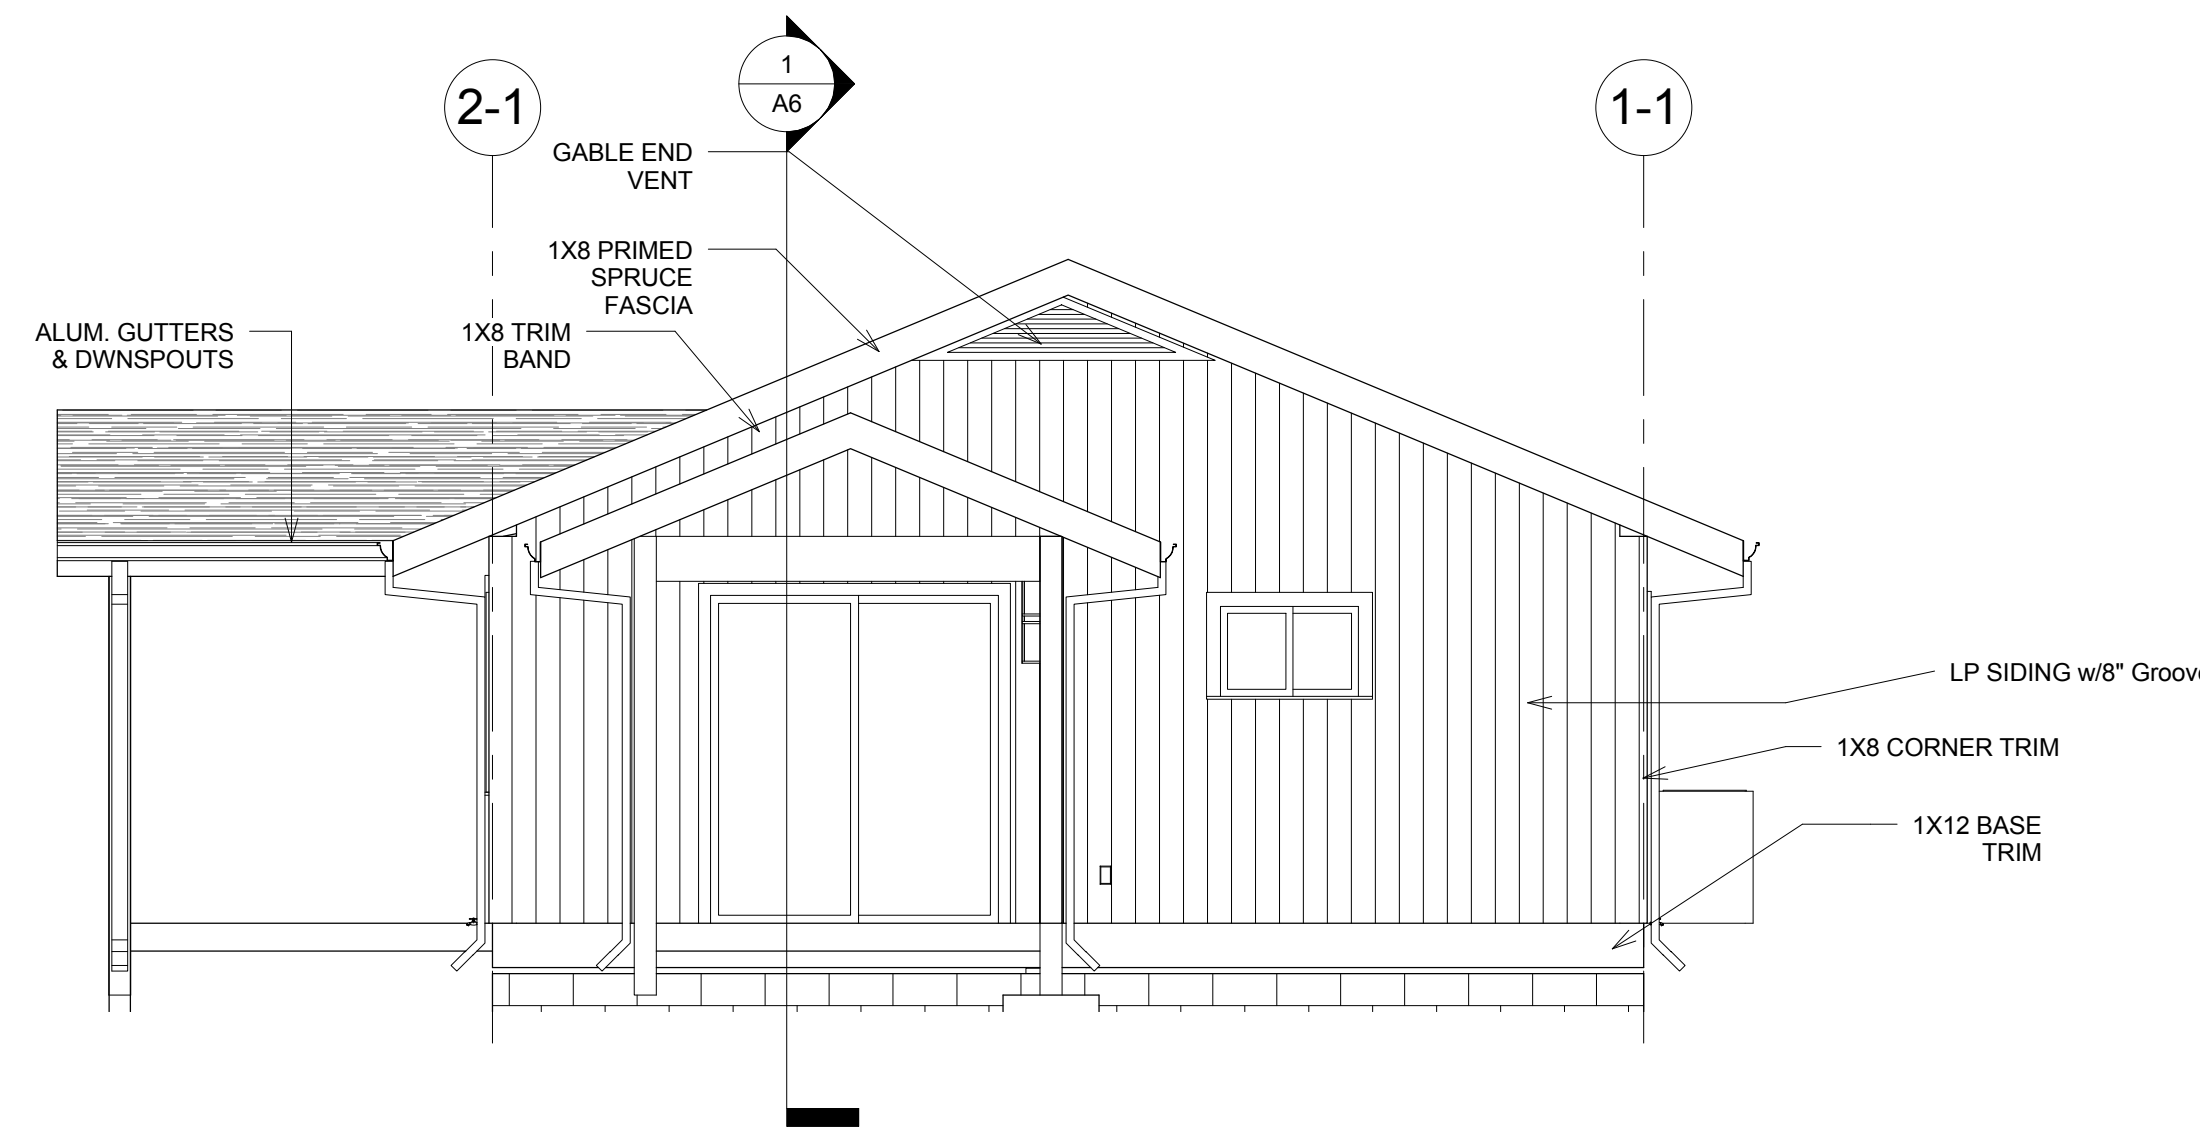 1
A6
2-1
1-1
GABLE END
VENT
1X8 PRIMED
SPRUCE
FASCIA
ALUM. GUTTERS
& DWNSPOUTS
1X8 TRIM
BAND
LP SIDING w/8" Groove
1X8 CORNER TRIM
1X12 BASE
TRIM